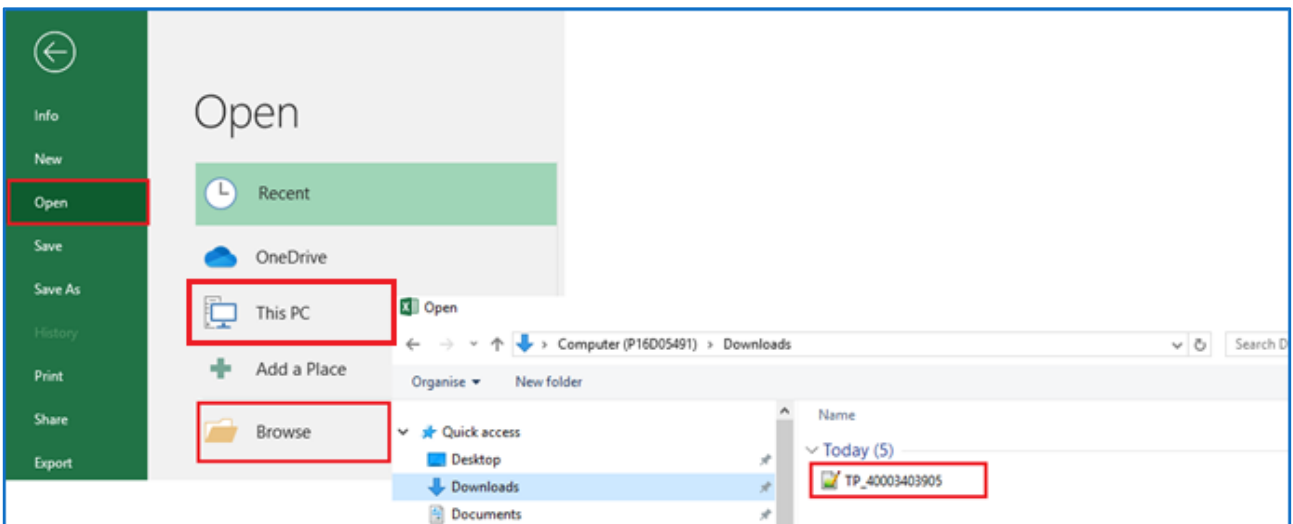 Info
New
Open
Save
Save As
History
Print
Share
Export
Open
Recent
OneDrive
This PC
Add a Place
Browse
Open
Computer (P16D05491) > Downloads
Search D
Organise
New folder
Quick access
Desktop
Downloads
Documents
Name
Today (5)
TP_40003403905